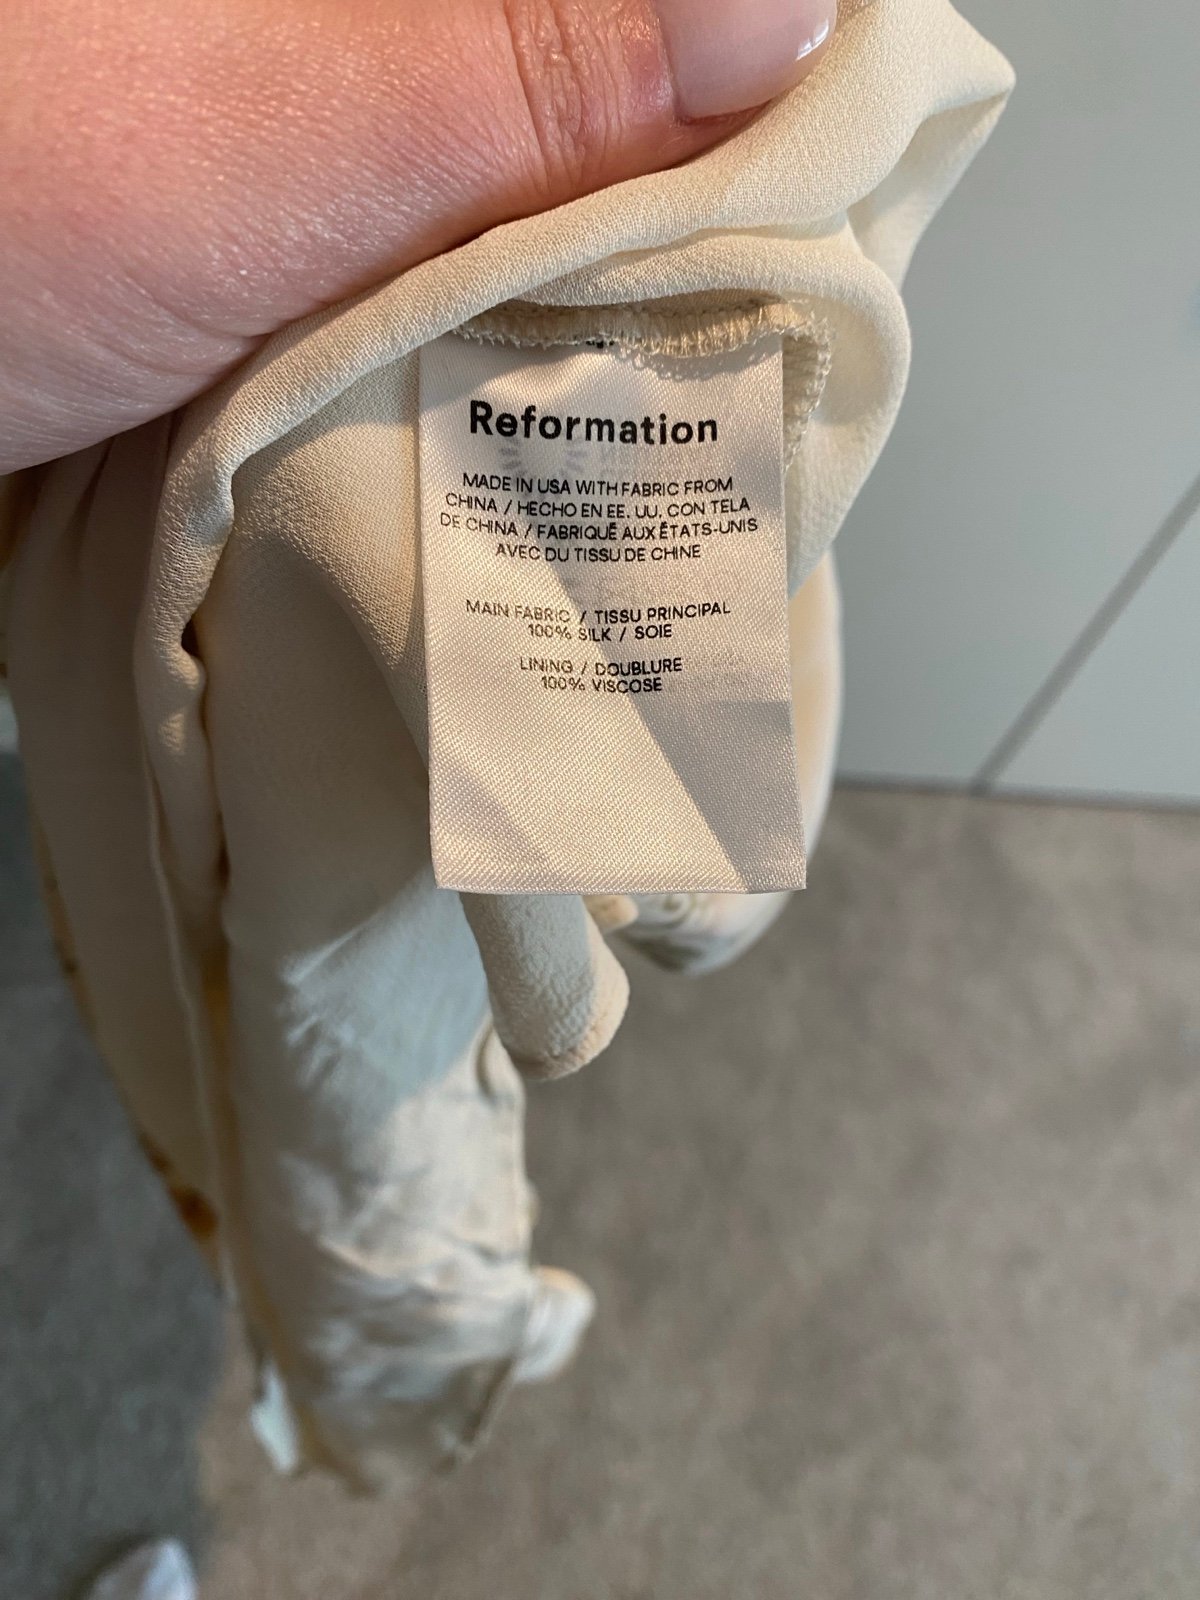 Reformation
MADE IN USA WITH FABRIC FROM
CHINA / HECHO EN EE. UU. CON TELA
DE CHINA / FABRIQUÉ AUX ÉTATS-UNIS
AVEC DU TISSU DE CHINE
MAIN FABRIC / TISSU PRINCIPAL
100% SILK / SOIE
LINING / DOUBLURE
100% VISCOSE